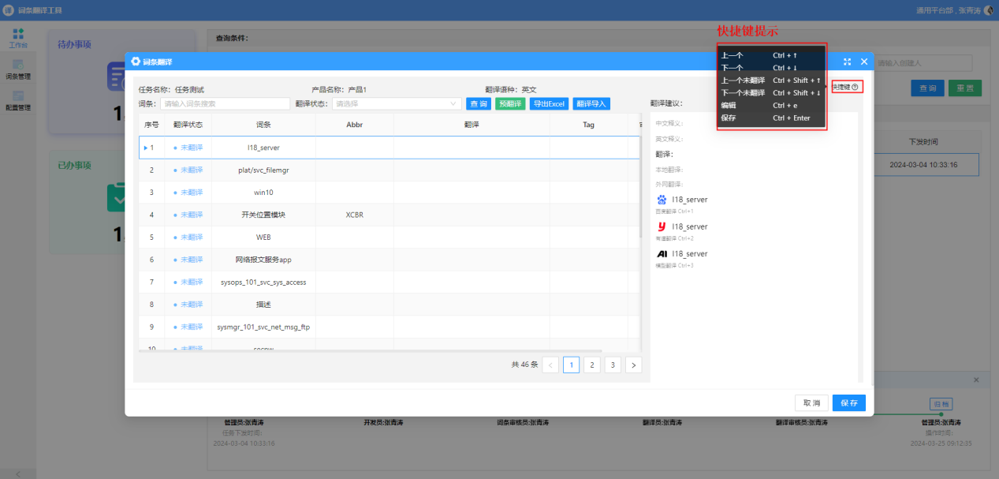 译 词条翻译工具
通用平台部 , 张青涛
工作台
词条管理
配置管理
待办事项
已办事项
查询条件:
请输入创建人
查 询
重 置
下发时间
2024-03-04 10:33:16
快捷键提示
上一个 Ctrl + ↑
下一个 Ctrl + ↓
上一个未翻译 Ctrl + Shift + ↑
下一个未翻译 Ctrl + Shift + ↓
编辑 Ctrl + e
保存 Ctrl + Enter
词条翻译
任务名称: 任务测试 产品名称: 产品1 翻译语种: 英文
快捷键
词条: 请输入词条搜索 翻译状态: 请选择 查 询 预翻译 导出Excel 翻译导入
序号 翻译状态 词条 Abbr 翻译 Tag
1 未翻译 l18_server
2 未翻译 plat/svc_filemgr
3 未翻译 win10
4 未翻译 开关位置模块 XCBR
5 未翻译 WEB
6 未翻译 网络报文服务app
7 未翻译 sysops_101_svc_sys_access
8 未翻译 描述
9 未翻译 sysmgr_101_svc_net_msg_ftp
10 未翻译
共 46 条 < 1 2 3 >
翻译建议:
中文释义:
英文释义:
翻译:
本地翻译:
外网翻译:
l18_server
百度翻译 Ctrl+1
l18_server
有道翻译 Ctrl+2
AI l18_server
模型翻译 Ctrl+3
取 消
保 存
归 档
管理员:张青涛
任务下发时间:
2024-03-04 10:33:16
开发员:张青涛
词条审核员:张青涛
翻译员:张青涛
翻译审核员:张青涛
管理员:张青涛
操作时间:
2024-03-25 09:12:35